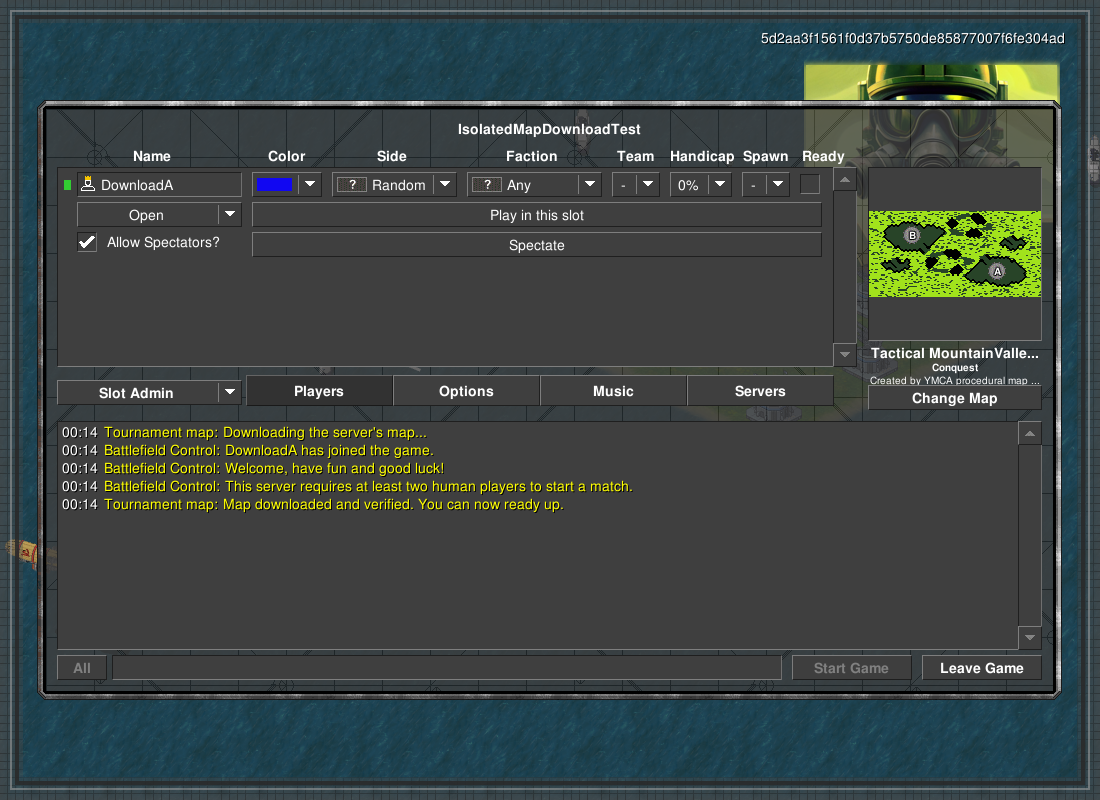 5d2aa3f1561f0d37b5750de85877007f6fe304ad
IsolatedMapDownloadTest
Name Color Side Faction Team Handicap Spawn Ready
DownloadA ? Random ? Any - 0% -
Open Play in this slot
Allow Spectators? Spectate
B
A
Tactical MountainValle...
Conquest
Created by YMCA procedural map ...
Change Map
Slot Admin Players Options Music Servers
00:14 Tournament map: Downloading the server's map...
00:14 Battlefield Control: DownloadA has joined the game.
00:14 Battlefield Control: Welcome, have fun and good luck!
00:14 Battlefield Control: This server requires at least two human players to start a match.
00:14 Tournament map: Map downloaded and verified. You can now ready up.
All Start Game Leave Game